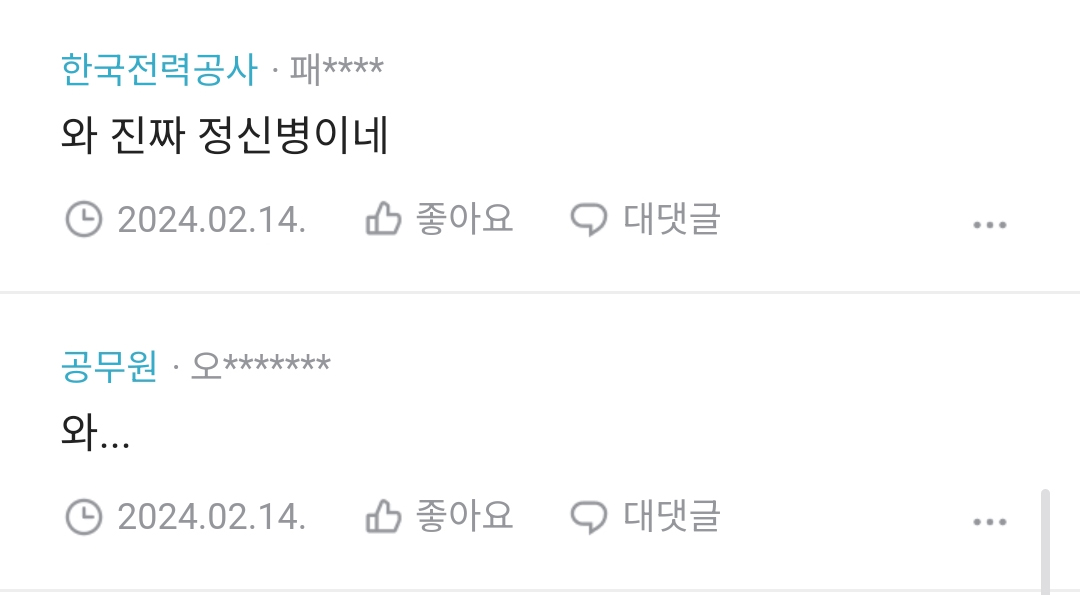 한국전력공사 · 패****
와 진짜 정신병이네
2024.02.14. 좋아요 대댓글
공무원 · 오*******
와...
2024.02.14. 좋아요 대댓글